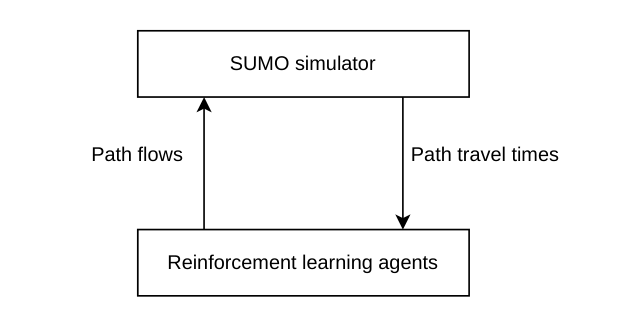 SUMO simulator
Path flows
Path travel times
Reinforcement learning agents